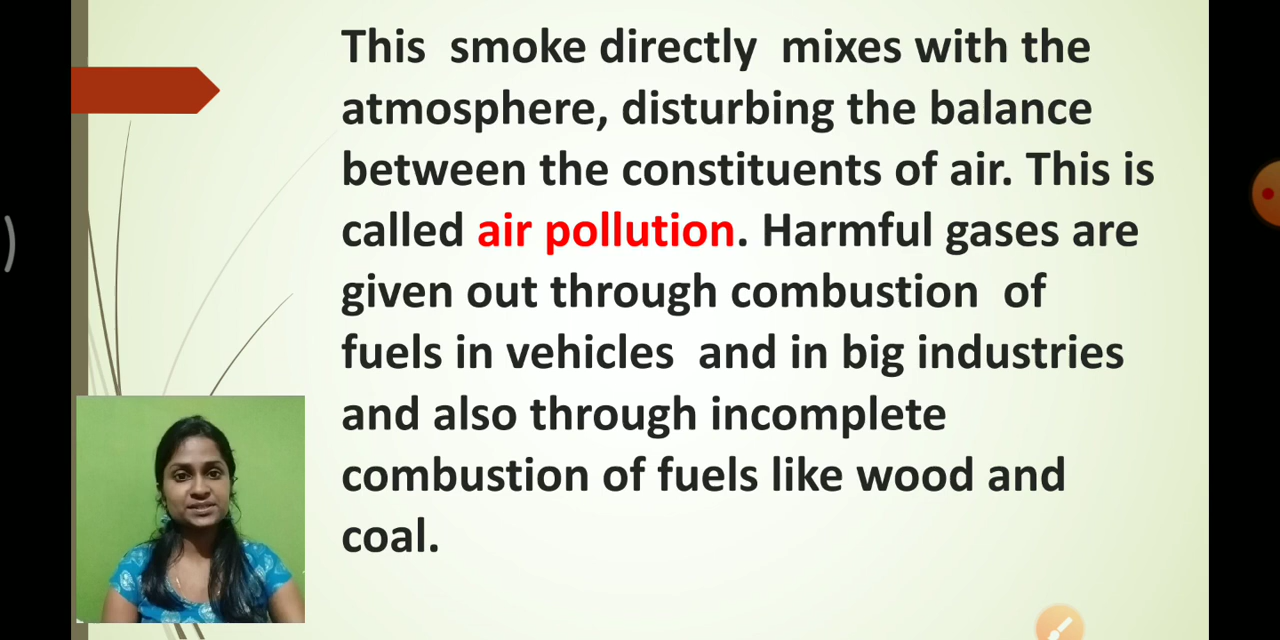 This smoke directly mixes with the
atmosphere, disturbing the balance
between the constituents of air. This is
called air pollution. Harmful gases are
given out through combustion of
fuels in vehicles and in big industries
and also through incomplete
combustion of fuels like wood and
coal.